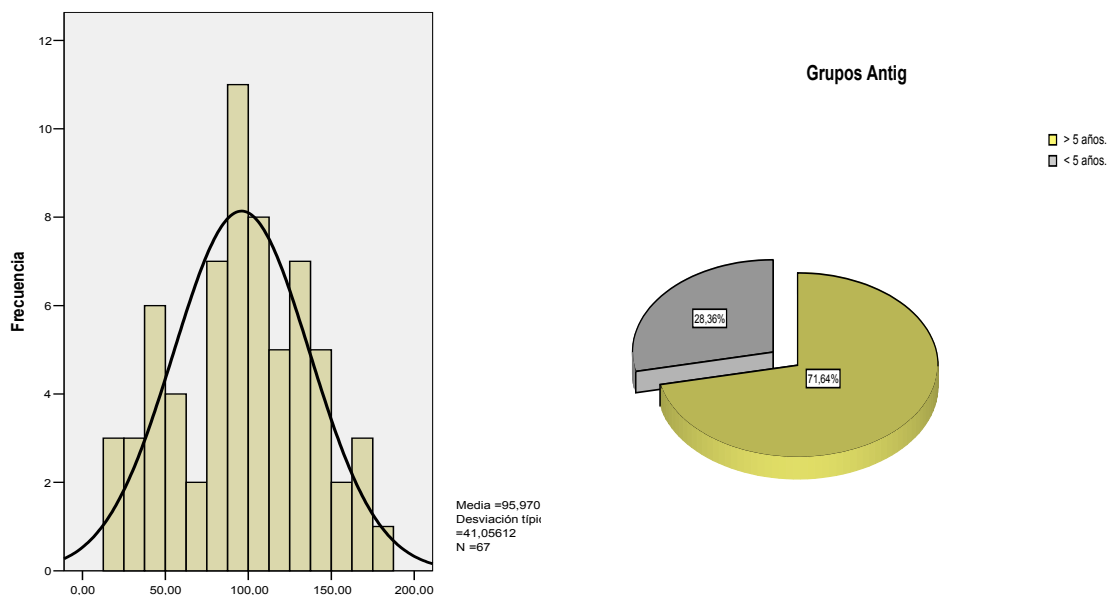 12
10
8
6
4
2
0
Frecuencia
0,00
50,00
100,00
150,00
200,00
Media =95,970
Desviación típi
=41,05612
N =67
Grupos Antig
> 5 años.
< 5 años.
28,36%
71,64%